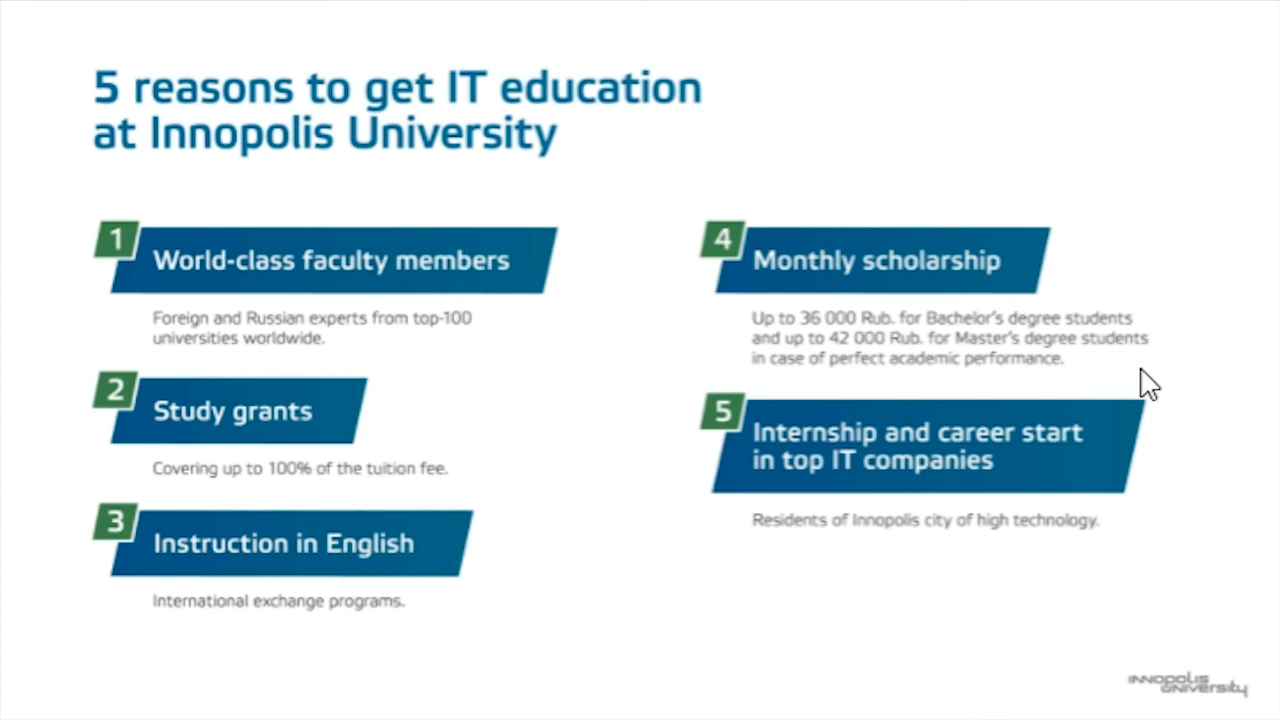 5 reasons to get IT education
at Innopolis University
1
World-class faculty members
Foreign and Russian experts from top-100
universities worldwide.
2
Study grants
Covering up to 100% of the tuition fee.
3
Instruction in English
International exchange programs.
4
Monthly scholarship
Up to 36 000 Rub. for Bachelor's degree students
and up to 42 000 Rub. for Master's degree students
in case of perfect academic performance.
5
Internship and career start
in top IT companies
Residents of Innopolis city of high technology.
INNOPOLIS
UNIVERSITY